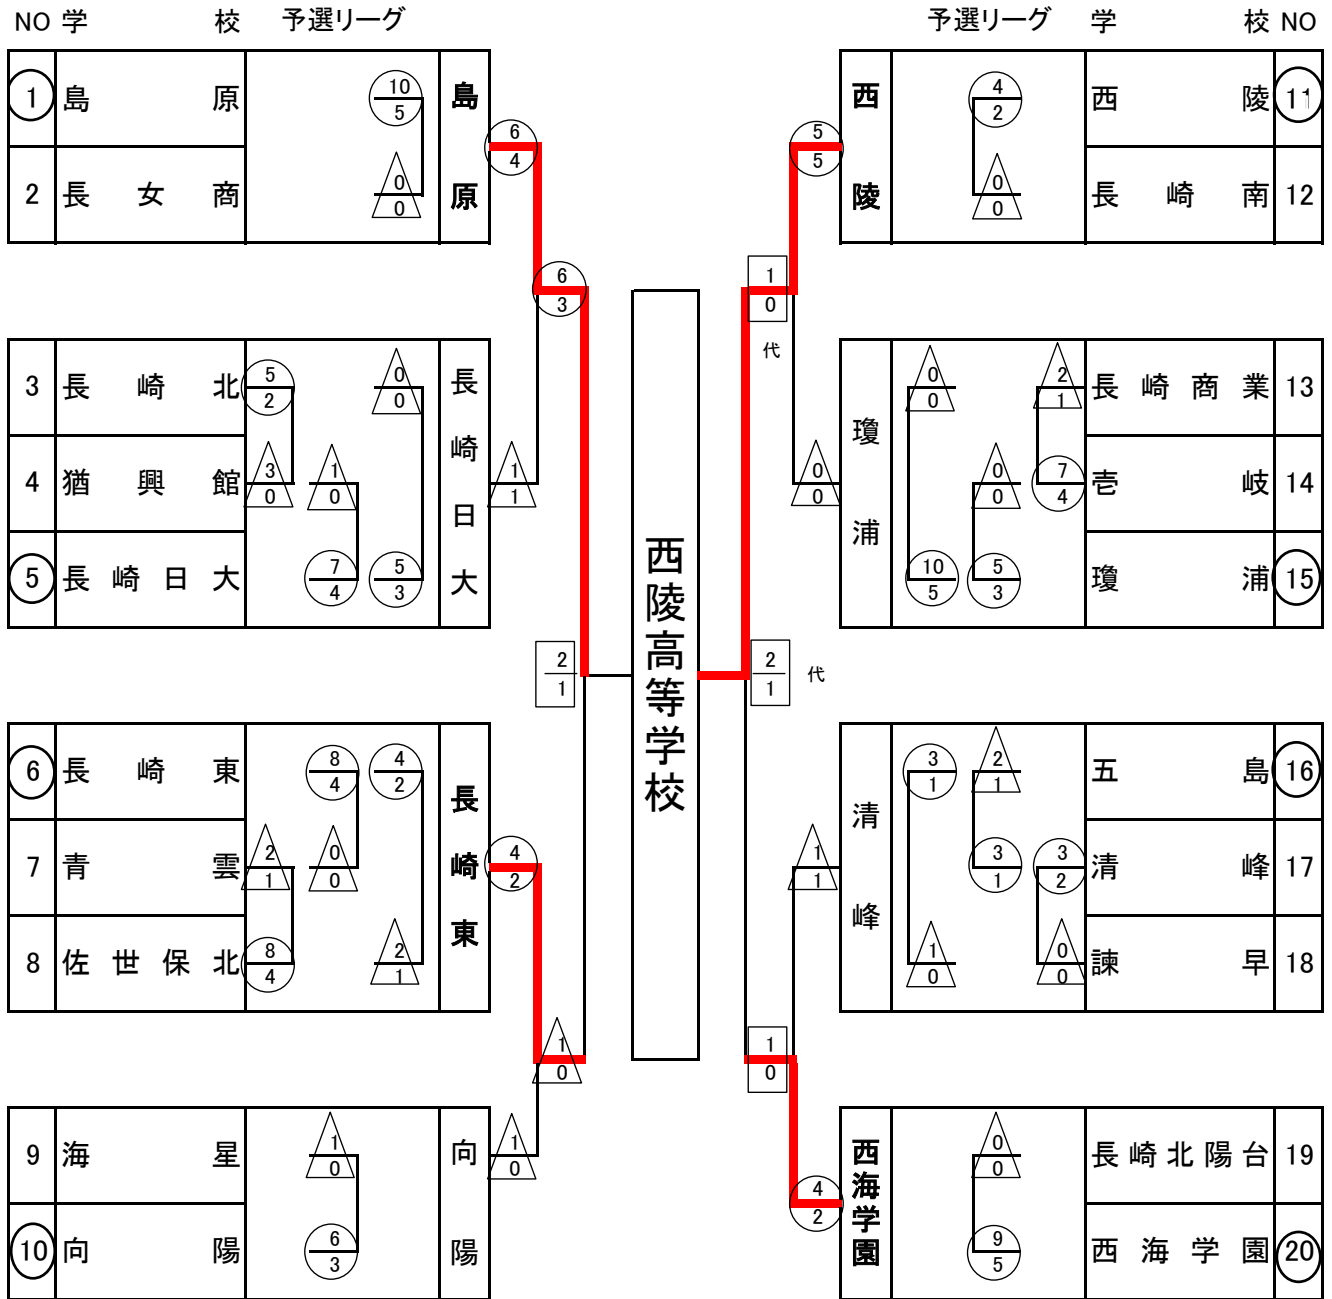 NO 学 校 予選リーグ
1 島 原 10 5
2 長 女 商 0 0
島原
6 4
3 長 崎 北 5 2 0 0
4 猶 興 館 3 0 1 0
5 長 崎 日 大 7 4 5 3
長崎日大
1 1
6 3
6 長 崎 東 8 4 4 2
7 青 雲 2 1 0 0
8 佐 世 保 北 8 4 2 1
長崎東
4 2
9 海 星 1 0
10 向 陽 6 3
向陽
1 0
1 0
2 1
西陵高等学校
2 1 代
予選リーグ 学 校 NO
4 2 西 陵 11
0 0 長 崎 南 12
西陵
5 5
1 0
代
0 0 2 1 長 崎 商 業 13
0 0 7 4 壱 岐 14
10 5 5 3 瓊 浦 15
瓊浦
0 0
3 1 2 1 五 島 16
3 1 3 2 清 峰 17
1 0 0 0 諫 早 18
清峰
1 1
1 0
0 0 長 崎 北 陽 台 19
9 5 西 海 学 園 20
西海学園
4 2